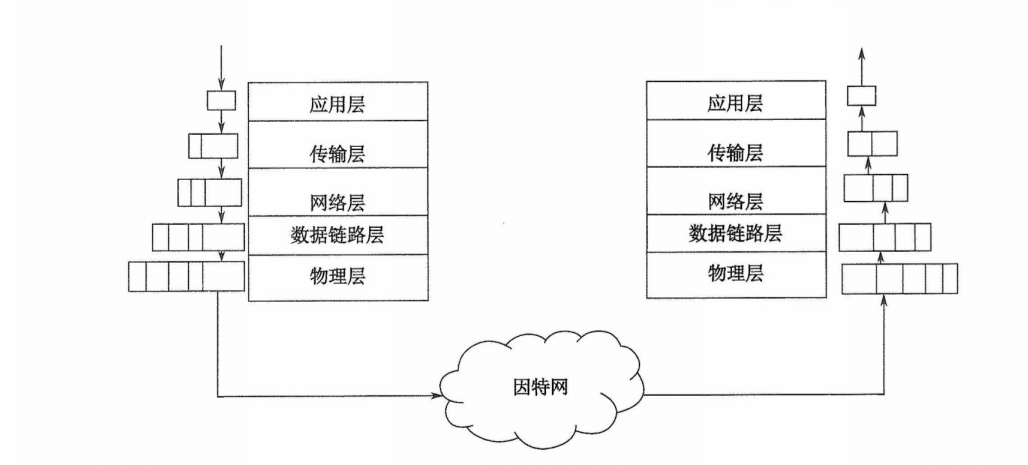 应用层
传输层
网络层
数据链路层
物理层
应用层
传输层
网络层
数据链路层
物理层
因特网